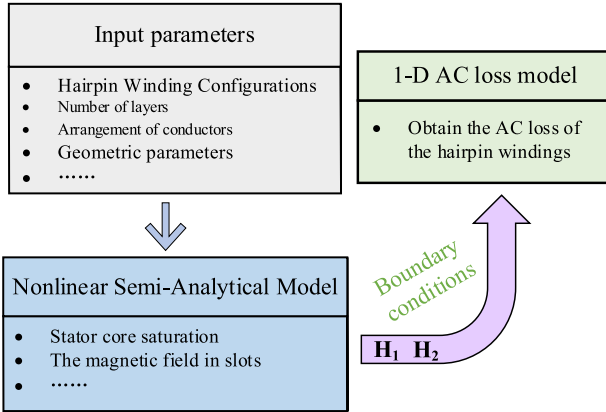 Input parameters
• Hairpin Winding Configurations
• Number of layers
• Arrangement of conductors
• Geometric parameters
• ……
1-D AC loss model
• Obtain the AC loss of
the hairpin windings
Nonlinear Semi-Analytical Model
• Stator core saturation
• The magnetic field in slots
• ……
Boundary
conditions
H₁ H₂